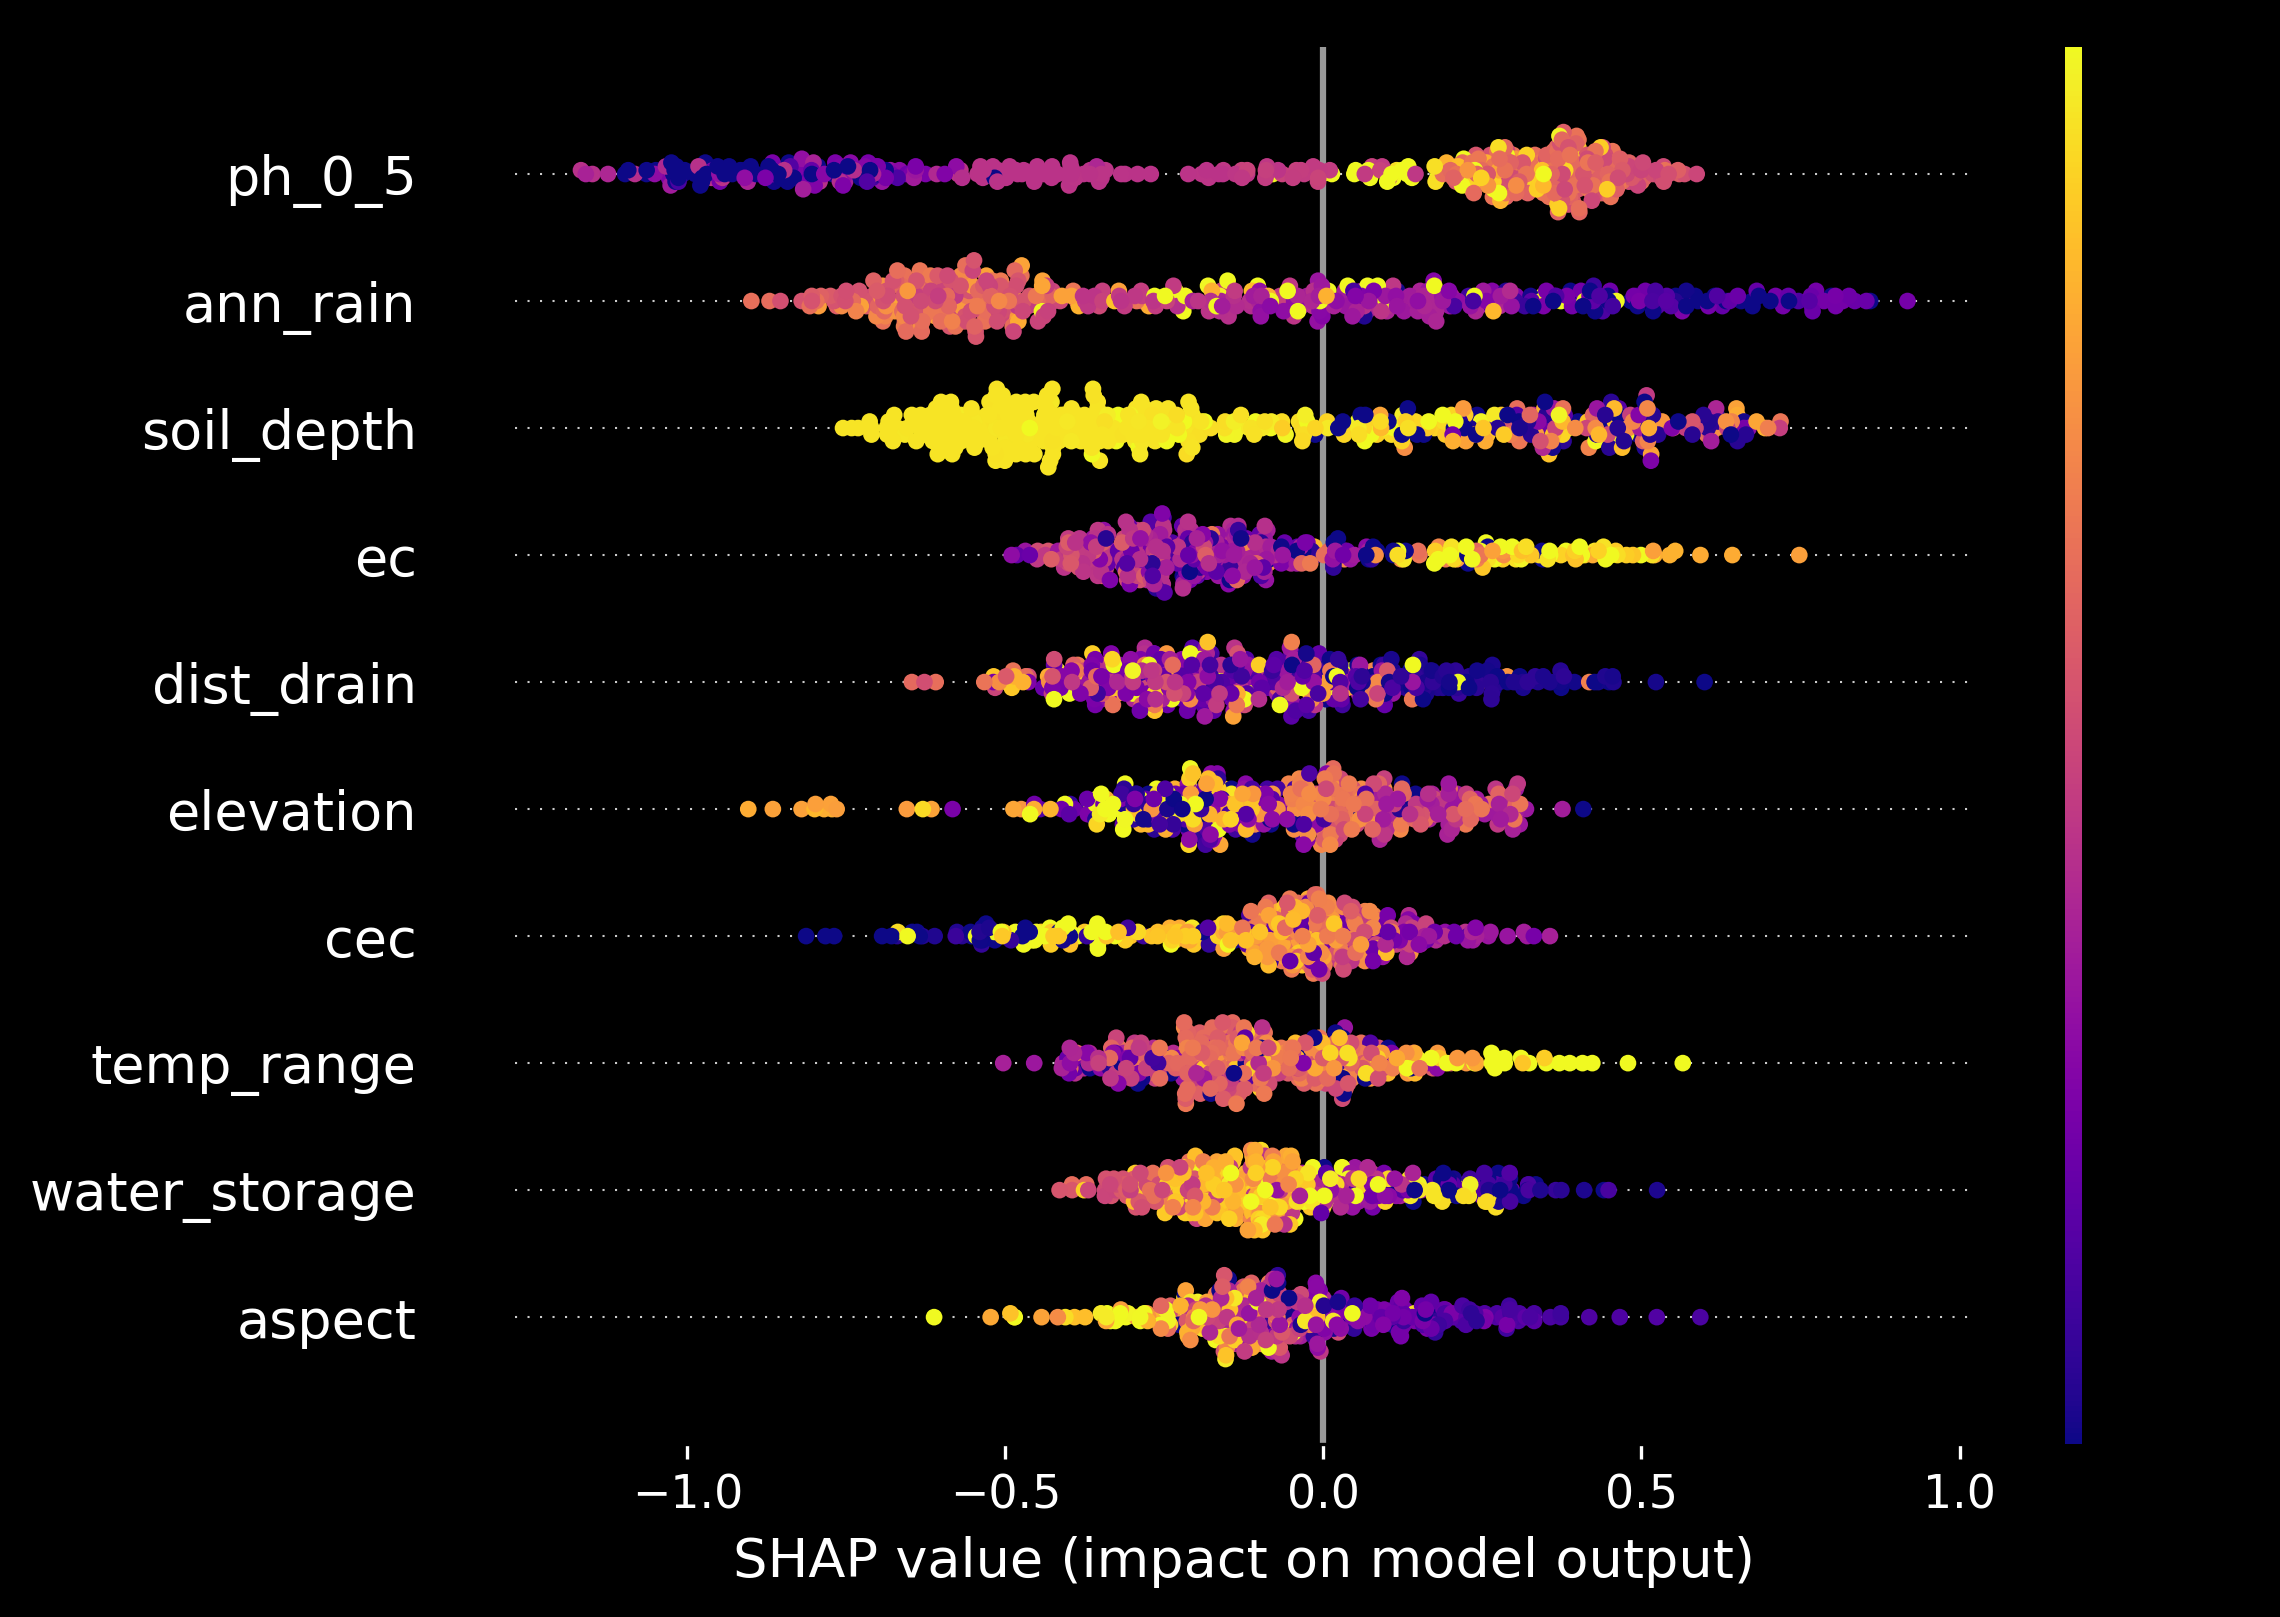 ph_0_5
ann_rain
soil_depth
ec
dist_drain
elevation
cec
temp_range
water_storage
aspect
−1.0 −0.5 0.0 0.5 1.0
SHAP value (impact on model output)